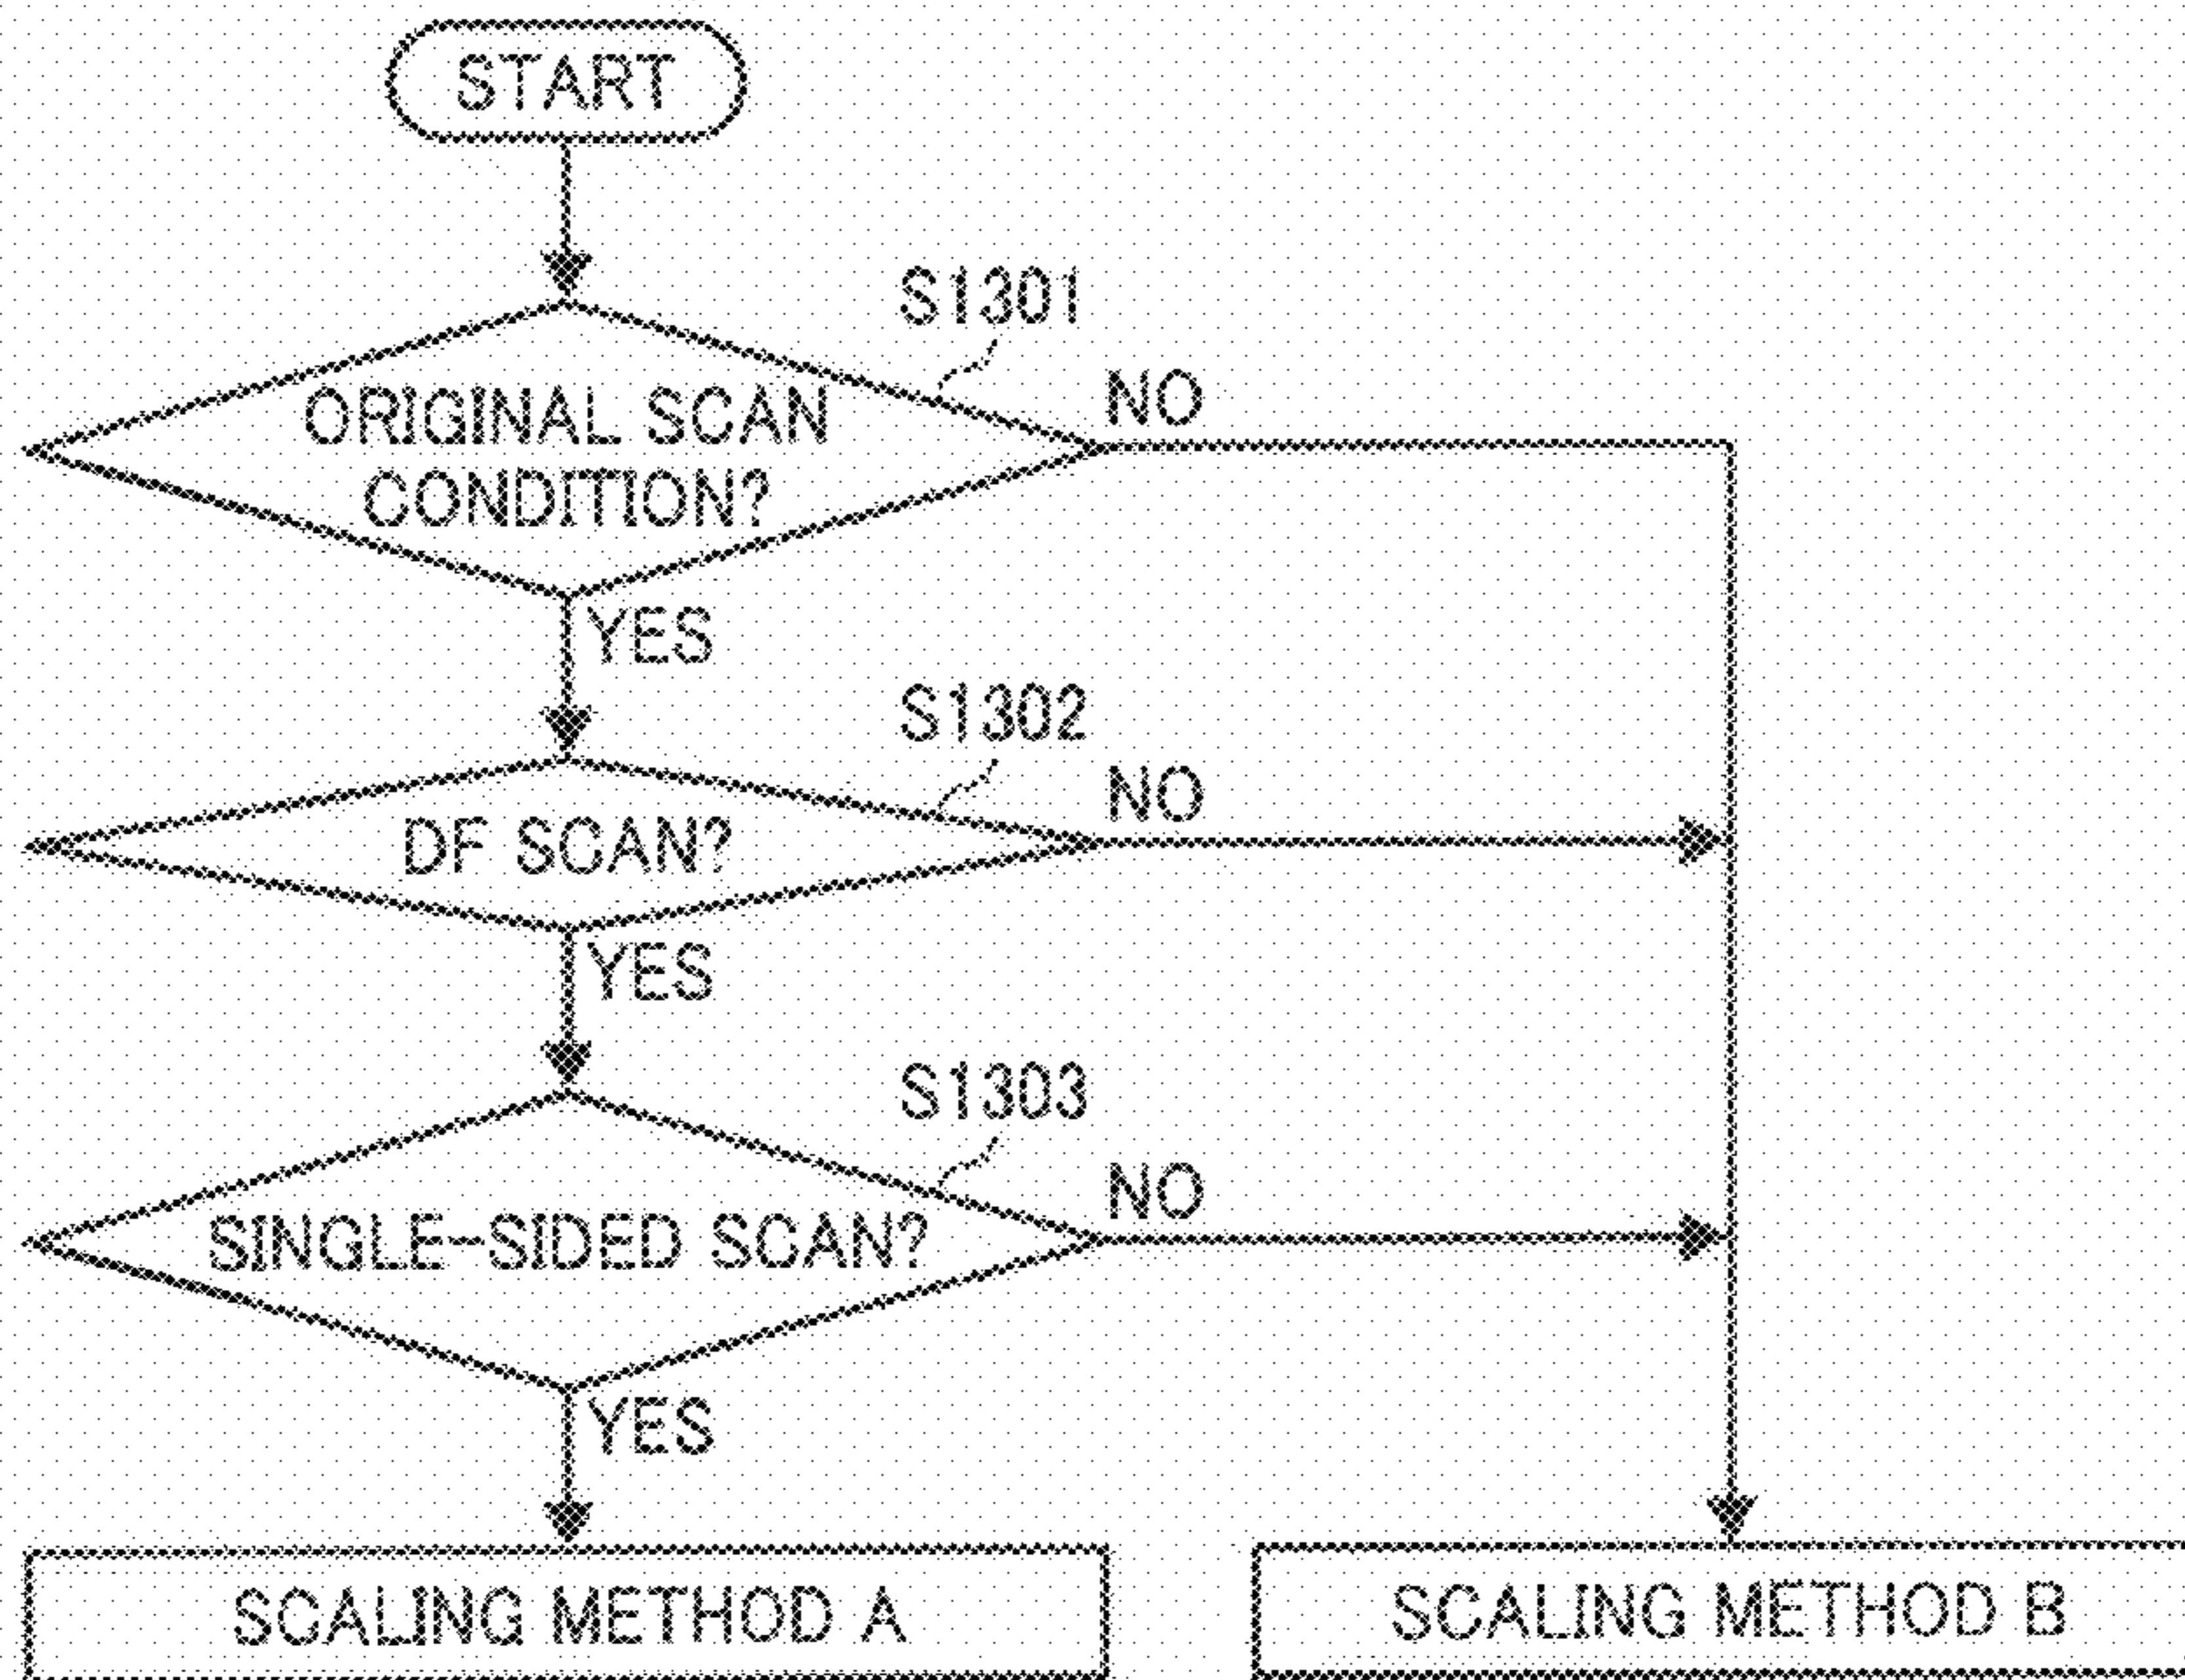 START
S1301
ORIGINAL SCAN
CONDITION?
NO
YES
S1302
DF SCAN?
NO
YES
S1303
SINGLE-SIDED SCAN?
NO
YES
SCALING METHOD A
SCALING METHOD B